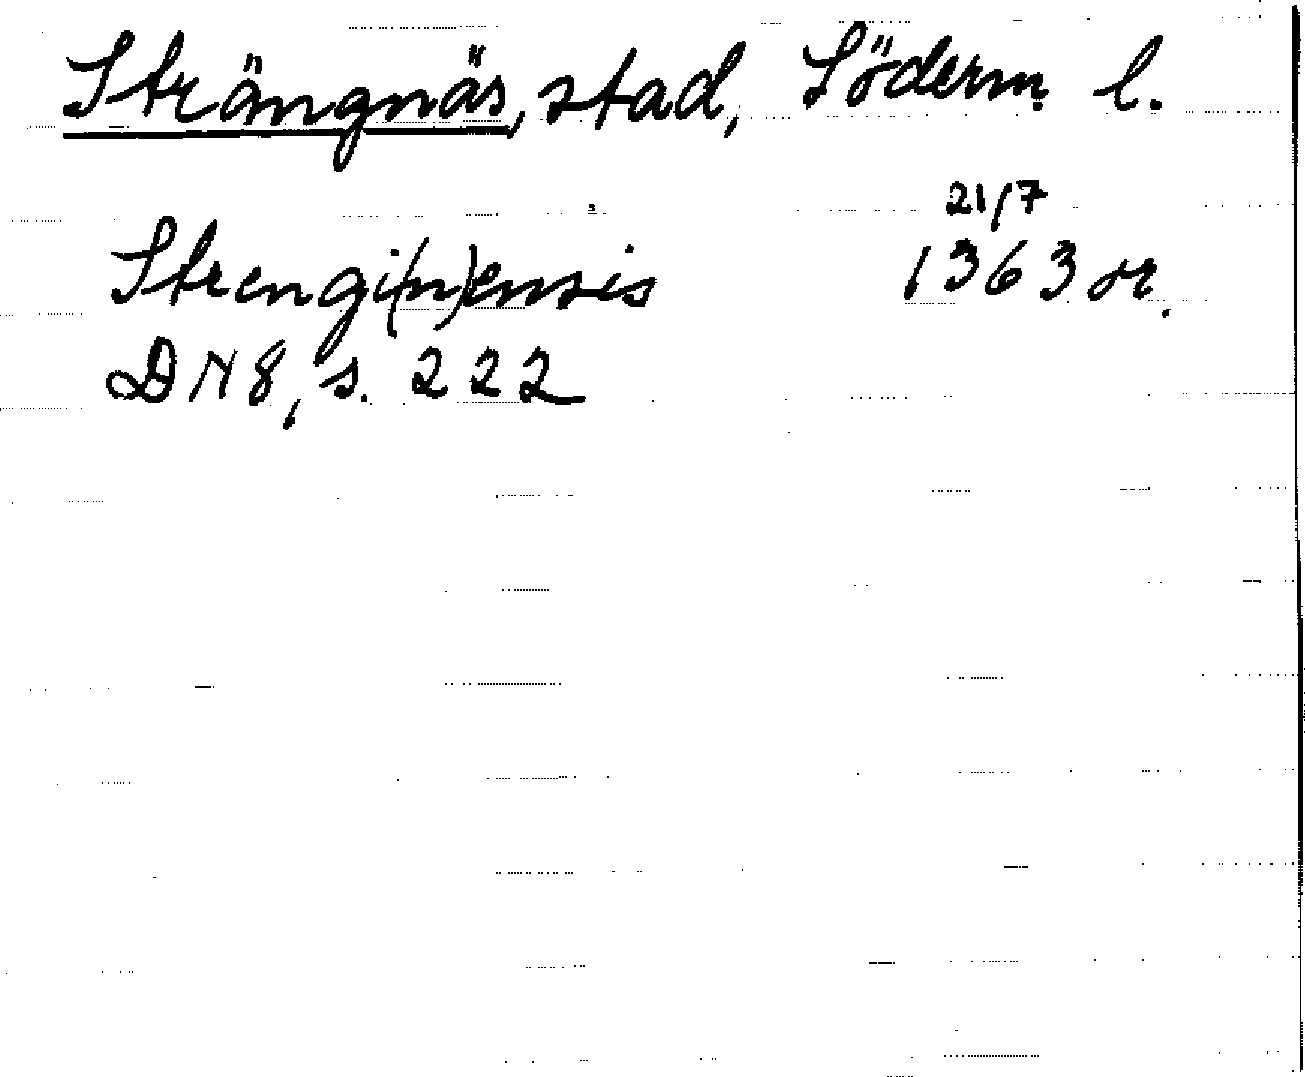 Strängnäs, stad, Söderm. l.
21/7
Strengi(n)ensis 1363 or.
DN 8, s. 222